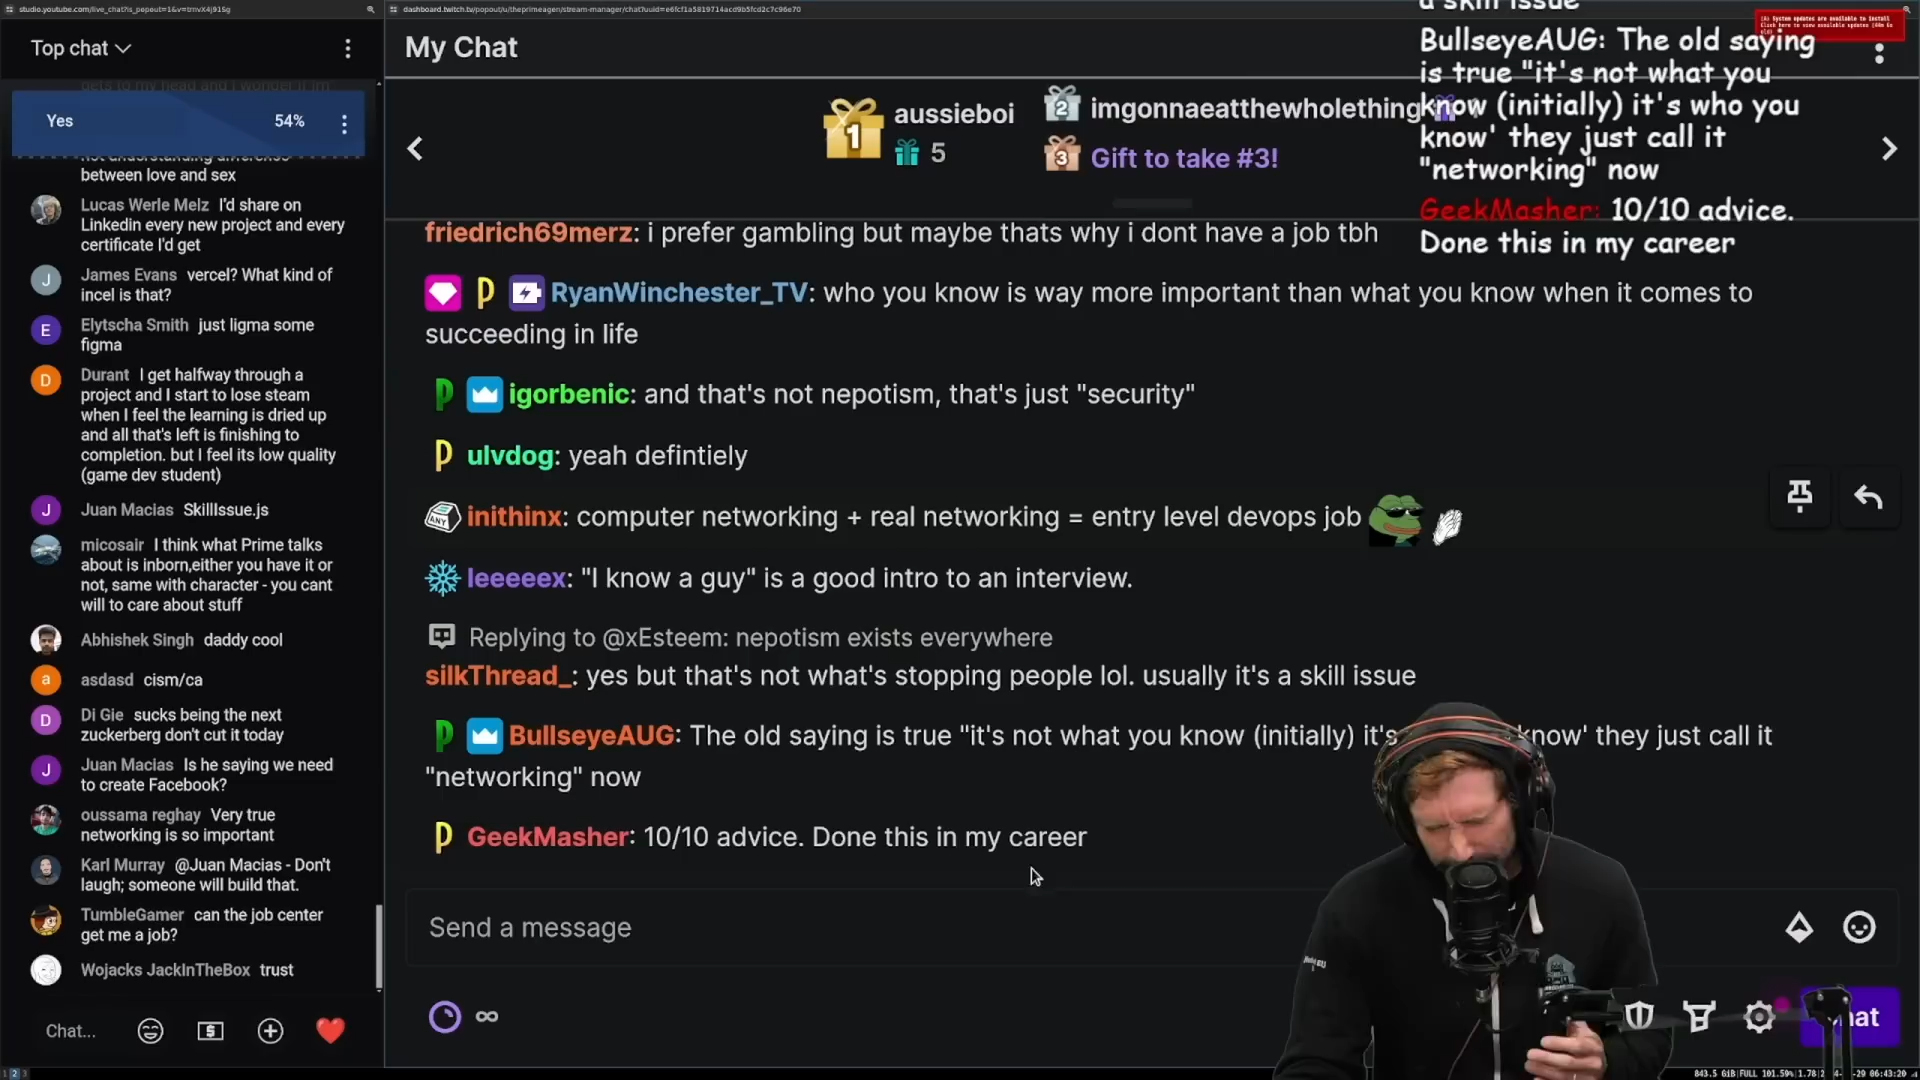 studio.youtube.com/live_chat?is_popout=1&v=trnvX4j915g
dashboard.twitch.tv/popout/u/theprimeagen/stream-manager/chat?uuid=e6fcf1a5819714acd9b5fcd2c7c96e70
Top chat
Yes 54%
between love and sex
Lucas Werle Melz I'd share on
Linkedin every new project and every
certificate I'd get
James Evans vercel? What kind of
incel is that?
Elytscha Smith just ligma some
figma
Durant I get halfway through a
project and I start to lose steam
when I feel the learning is dried up
and all that's left is finishing to
completion. but I feel its low quality
(game dev student)
Juan Macias SkillIssue.js
micosair I think what Prime talks
about is inborn,either you have it or
not, same with character - you cant
will to care about stuff
Abhishek Singh daddy cool
asdasd cism/ca
Di Gie sucks being the next
zuckerberg don't cut it today
Juan Macias Is he saying we need
to create Facebook?
oussama reghay Very true
networking is so important
Karl Murray @Juan Macias - Don't
laugh; someone will build that.
TumbleGamer can the job center
get me a job?
Wojacks JackInTheBox trust
Chat...
My Chat
1 aussieboi
5
2 imgonnaeatthewholething
3 Gift to take #3!
friedrich69merz: i prefer gambling but maybe thats why i dont have a job tbh
RyanWinchester_TV: who you know is way more important than what you know when it comes to
succeeding in life
igorbenic: and that's not nepotism, that's just "security"
ulvdog: yeah defintiely
ANY inithinx: computer networking + real networking = entry level devops job
leeeeex: "I know a guy" is a good intro to an interview.
Replying to @xEsteem: nepotism exists everywhere
silkThread_: yes but that's not what's stopping people lol. usually it's a skill issue
BullseyeAUG: The old saying is true "it's not what you know (initially) it's know' they just call it
"networking" now
GeekMasher: 10/10 advice. Done this in my career
Send a message
a skill issue
System updates are available to install
BullseyeAUG: The old saying
is true "it's not what you
know (initially) it's who you
know' they just call it
"networking" now
GeekMasher: 10/10 advice.
Done this in my career